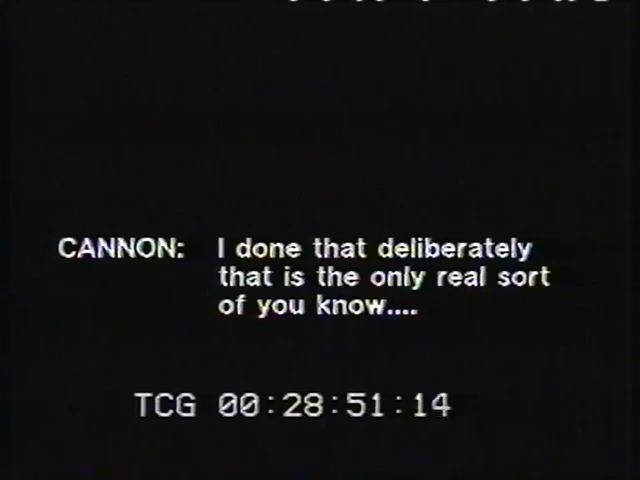 CANNON: I done that deliberately
that is the only real sort
of you know....
TCG 00:28:51:14